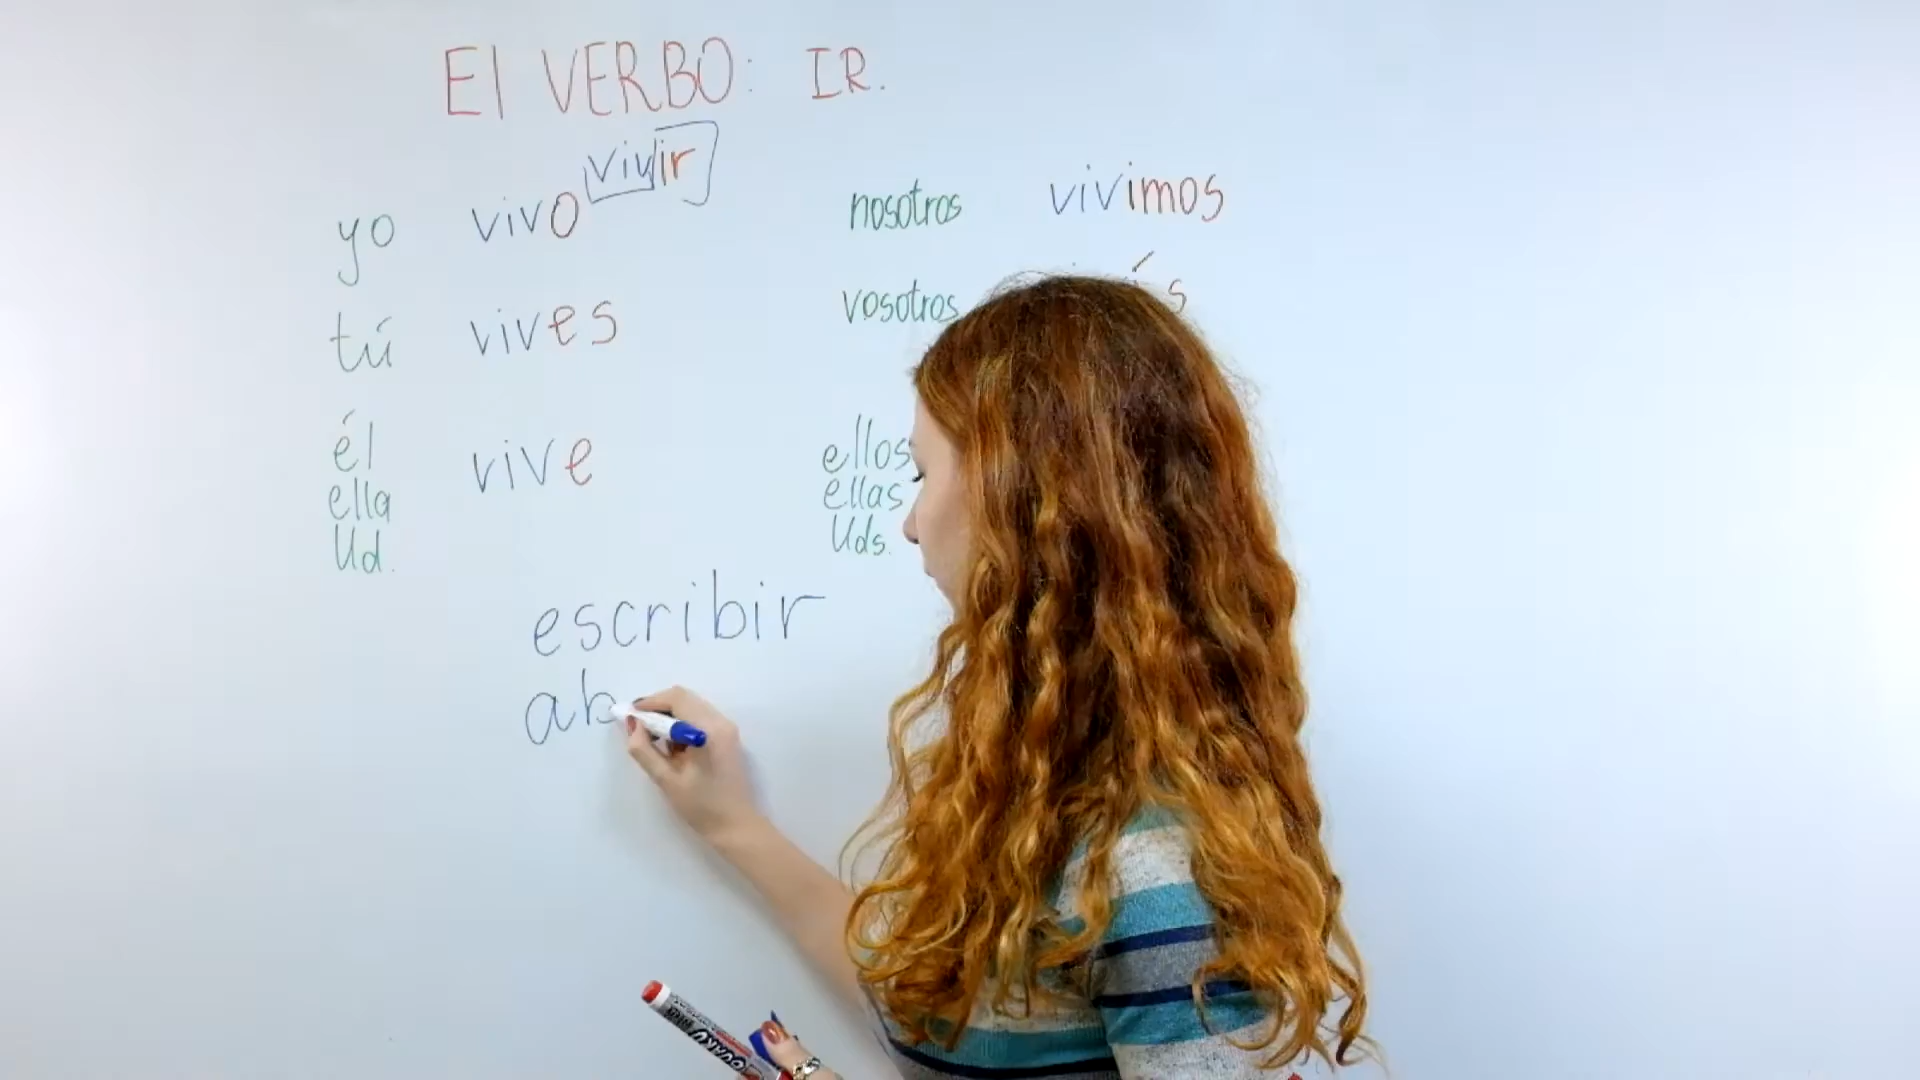 El VERBO: IR.
vivir
yo vivo
tú vives
él
ella
Ud.
vive
nosotros vivimos
vosotros
ellos
ellas
Uds.
escribir
ab